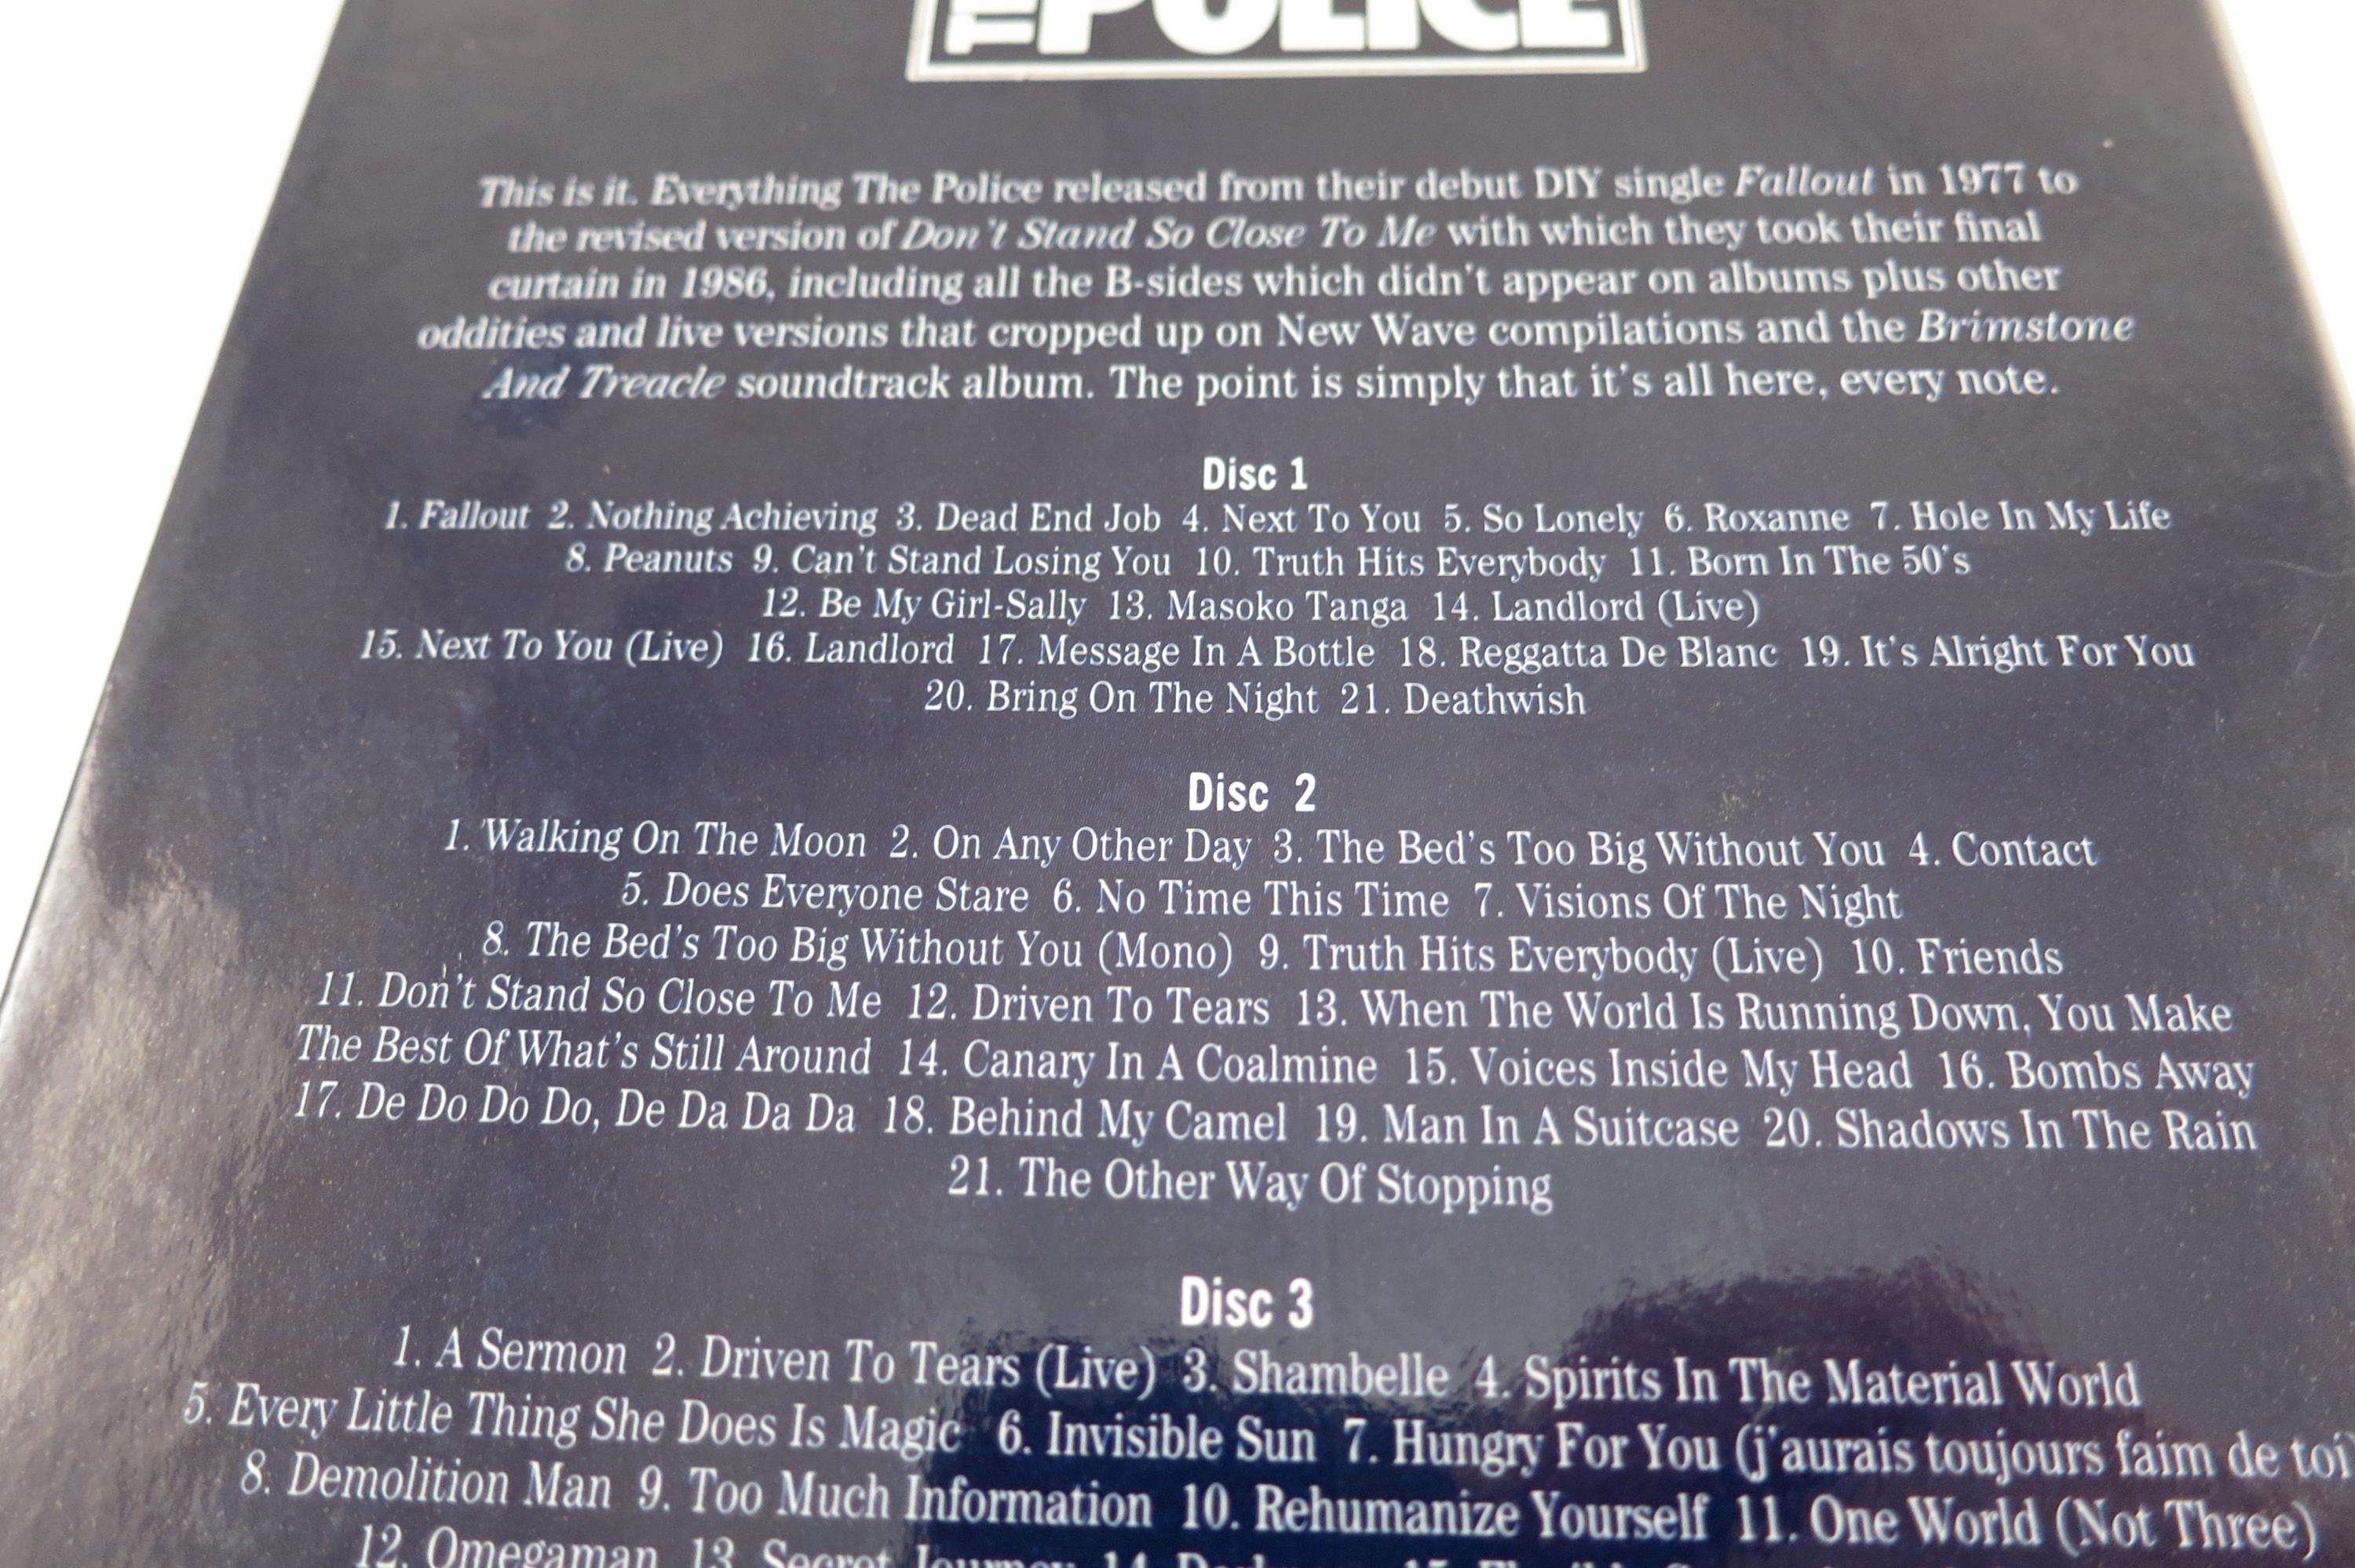 THE POLICE
This is it. Everything The Police released from their debut DIY single Fallout in 1977 to
the revised version of Don't Stand So Close To Me with which they took their final
curtain in 1986, including all the B-sides which didn't appear on albums plus other
oddities and live versions that cropped up on New Wave compilations and the Brimstone
And Treacle soundtrack album. The point is simply that it's all here, every note.
Disc 1
1. Fallout 2. Nothing Achieving 3. Dead End Job 4. Next To You 5. So Lonely 6. Roxanne 7. Hole In My Life
8. Peanuts 9. Can't Stand Losing You 10. Truth Hits Everybody 11. Born In The 50's
12. Be My Girl-Sally 13. Masoko Tanga 14. Landlord (Live)
15. Next To You (Live) 16. Landlord 17. Message In A Bottle 18. Reggatta De Blanc 19. It's Alright For You
20. Bring On The Night 21. Deathwish
Disc 2
1. Walking On The Moon 2. On Any Other Day 3. The Bed's Too Big Without You 4. Contact
5. Does Everyone Stare 6. No Time This Time 7. Visions Of The Night
8. The Bed's Too Big Without You (Mono) 9. Truth Hits Everybody (Live) 10. Friends
11. Don't Stand So Close To Me 12. Driven To Tears 13. When The World Is Running Down, You Make
The Best Of What's Still Around 14. Canary In A Coalmine 15. Voices Inside My Head 16. Bombs Away
17. De Do Do Do, De Da Da Da 18. Behind My Camel 19. Man In A Suitcase 20. Shadows In The Rain
21. The Other Way Of Stopping
Disc 3
1. A Sermon 2. Driven To Tears (Live) 3. Shambelle 4. Spirits In The Material World
5. Every Little Thing She Does Is Magic 6. Invisible Sun 7. Hungry For You (j'aurais toujours faim de toi)
8. Demolition Man 9. Too Much Information 10. Rehumanize Yourself 11. One World (Not Three)
12. Omegaman 13. Secret Journey 14.